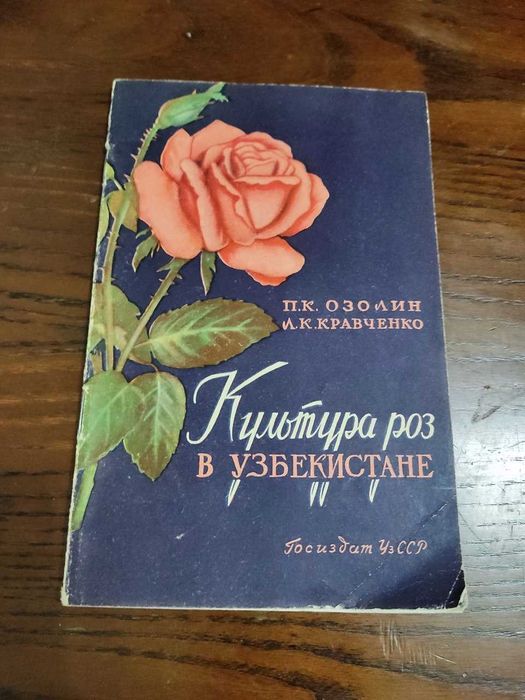 П.К. ОЗОЛИН
Л.К. КРАВЧЕНКО
Культура роз
В УЗБЕКИСТАНЕ
Госиздат УзССР